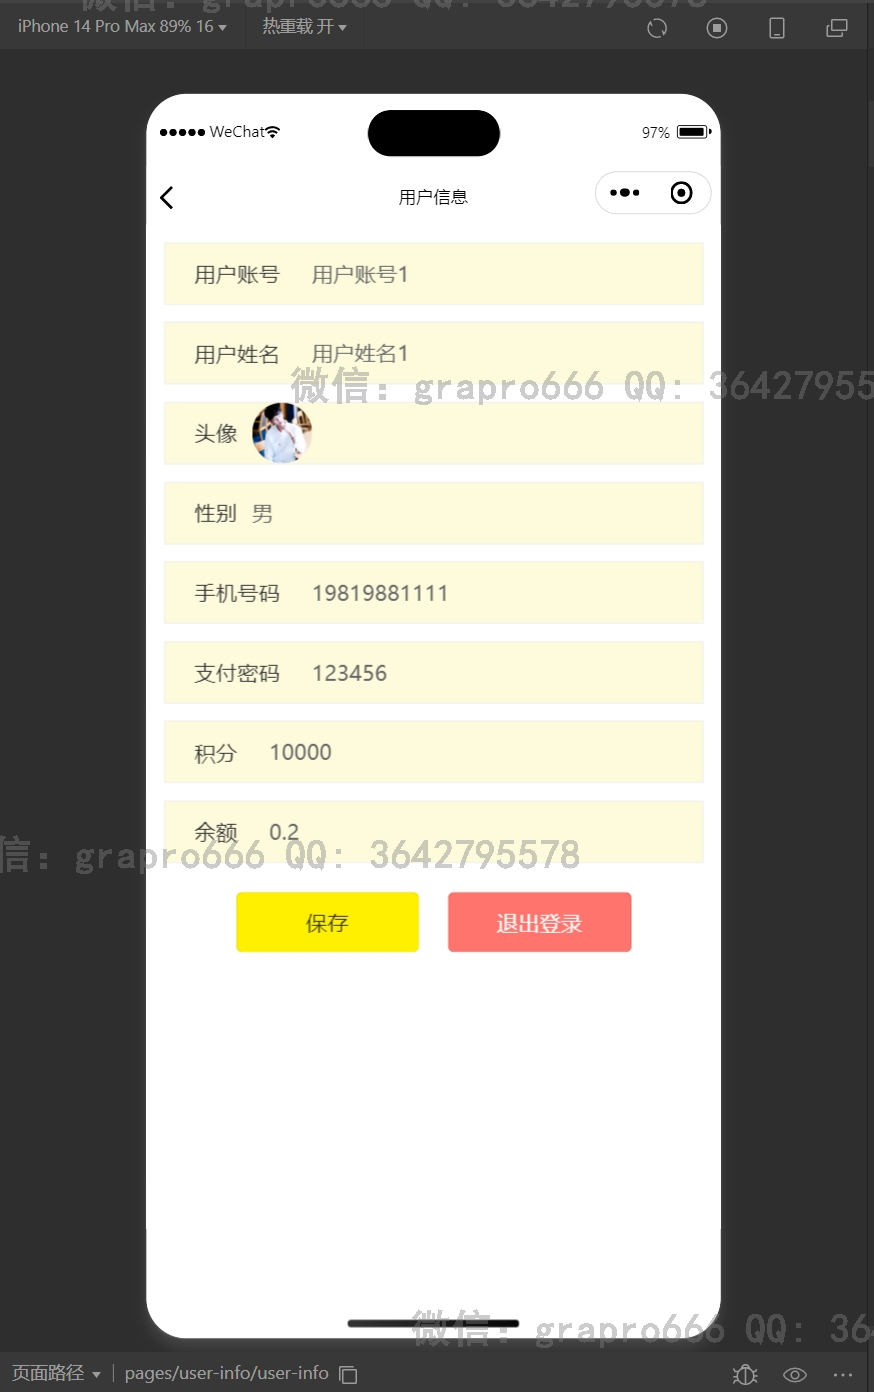 微信: grapro666 QQ: 3642795578
iPhone 14 Pro Max 89% 16
热重载 开
WeChat
97%
用户信息
用户账号 用户账号1
用户姓名 用户姓名1
微信: grapro666 QQ: 36427955
头像
性别 男
手机号码 19819881111
支付密码 123456
积分 10000
余额 0.2
信: grapro666 QQ: 3642795578
保存 退出登录
微信: grapro666 QQ: 36
页面路径 pages/user-info/user-info